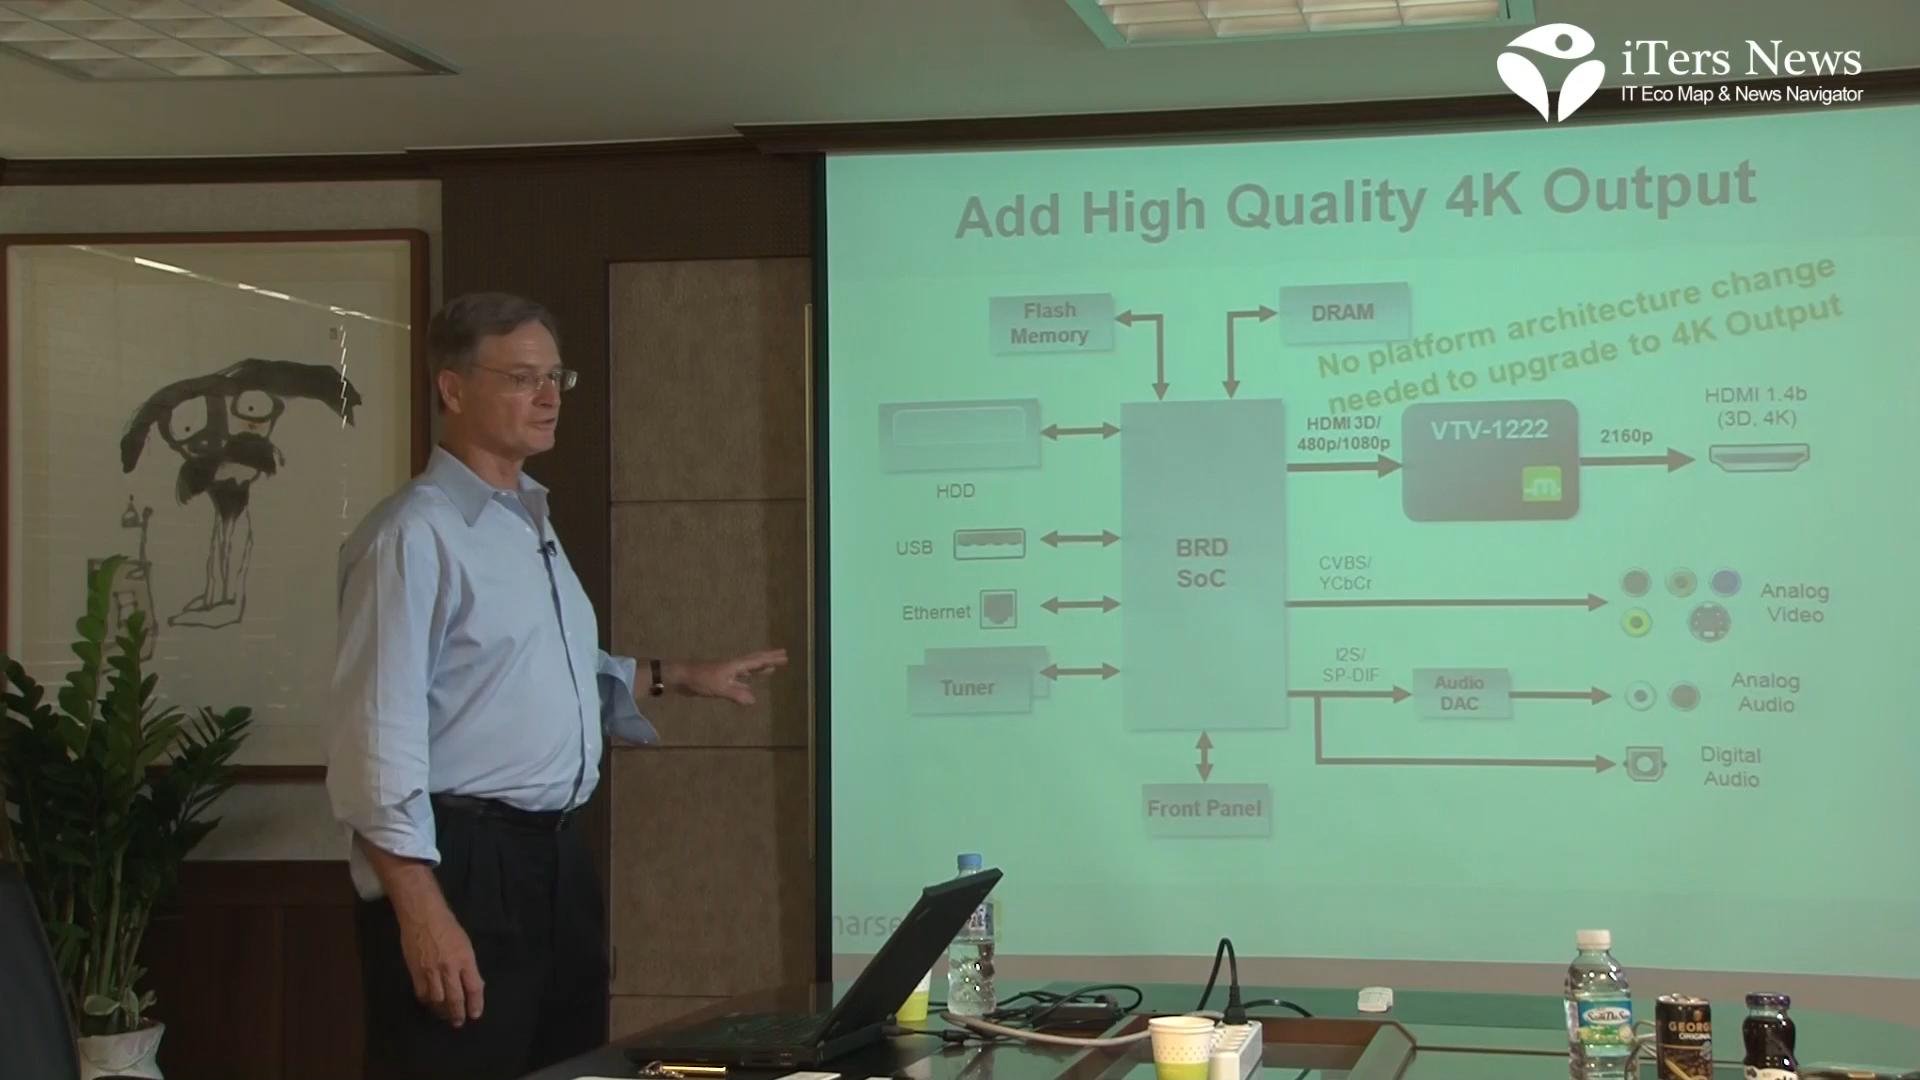 iTers News
IT Eco Map & News Navigator
Add High Quality 4K Output
No platform architecture change
needed to upgrade to 4K Output
Flash
Memory
DRAM
HDMI 3D/
480p/1080p
VTV-1222
2160p
HDMI 1.4b
(3D, 4K)
HDD
USB
BRD
SoC
CVBS/
YCbCr
Analog
Video
Ethernet
Tuner
I2S/
SP-DIF
Audio
DAC
Analog
Audio
Digital
Audio
Front Panel
GEORG
ORIGINAL